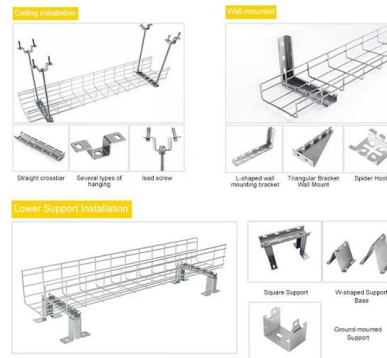 Ceiling installation
Wall-mounted
Straight crossbar
Several types of
hanging
lead screw
L-shaped wall
mounting bracket
Triangular Bracket
Wall Mount
Spider Hook
Lower Support Installation
Square Support
W-shaped Support
Base
Ground-mounted
Support